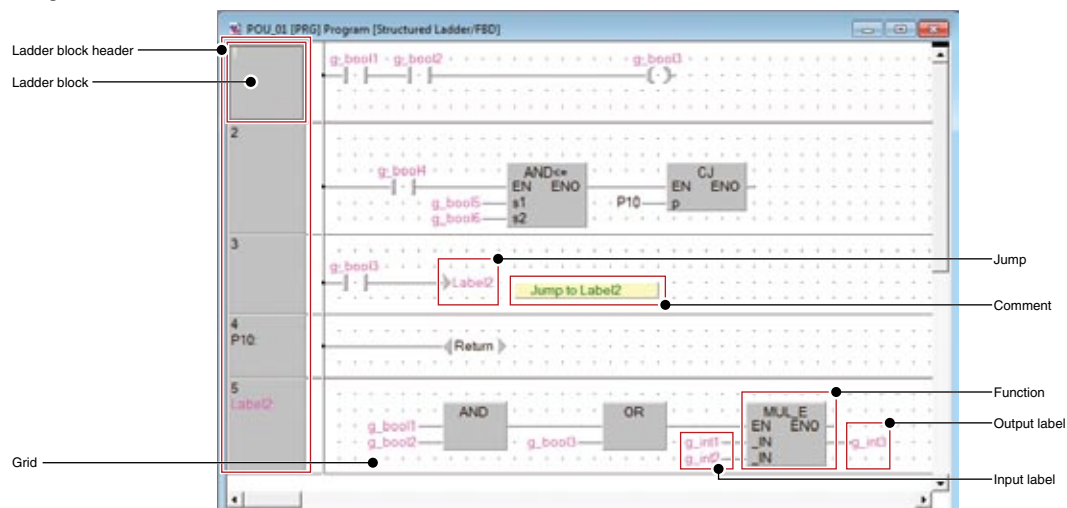 POU_01 [PRG] Program [Structured Ladder/FBD]
Ladder block header
Ladder block
g_bool1 g_bool2 g_bool3
2
g_bool4
AND<=
EN ENO
g_bool5 s1
g_bool6 s2
CJ
EN ENO
P10 p
3
g_bool3
Label2
Jump to Label2
Jump
Comment
4
P10:
Return
5
Label2:
AND
g_bool1
g_bool2
OR
g_bool3
MUL_E
EN ENO
g_int1 _IN
g_int2 _IN
g_int3
Function
Output label
Input label
Grid